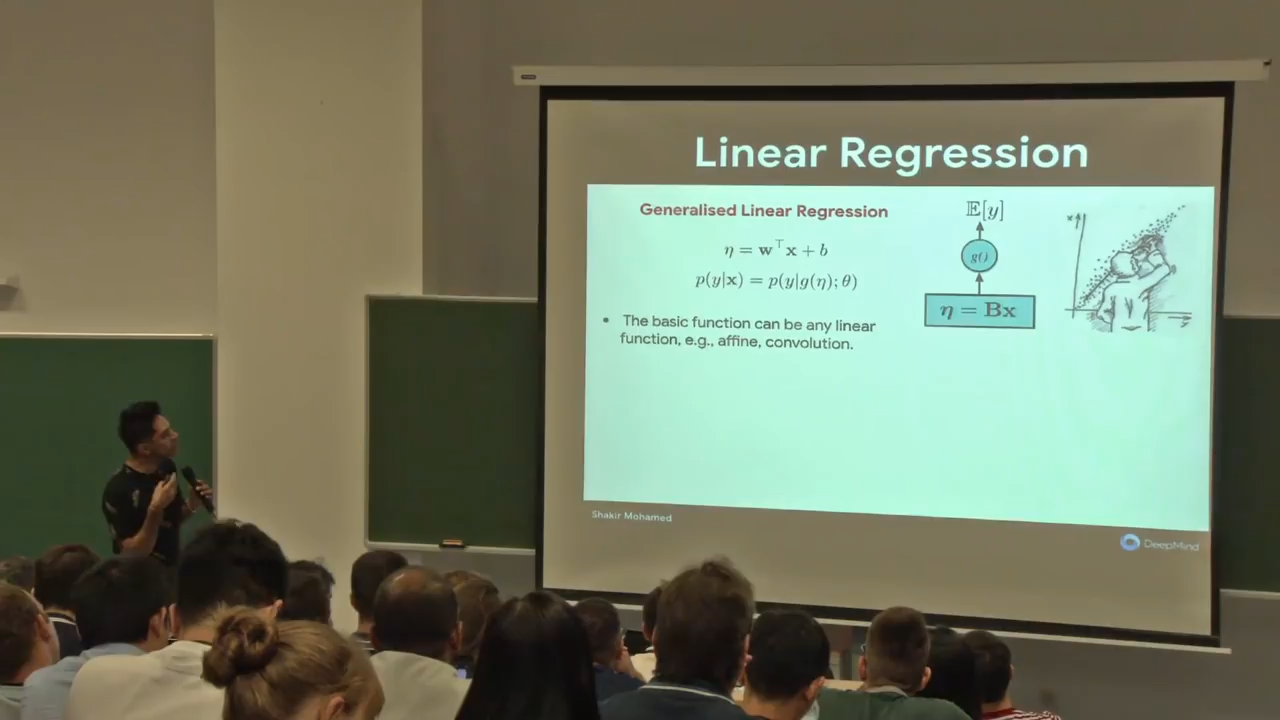 Linear Regression
Generalised Linear Regression
η = w⊤x + b
p(y|x) = p(y|g(η); θ)
• The basic function can be any linear
function, e.g., affine, convolution.
𝔼[y]
g()
η = Bx
x
y
Shakir Mohamed
DeepMind